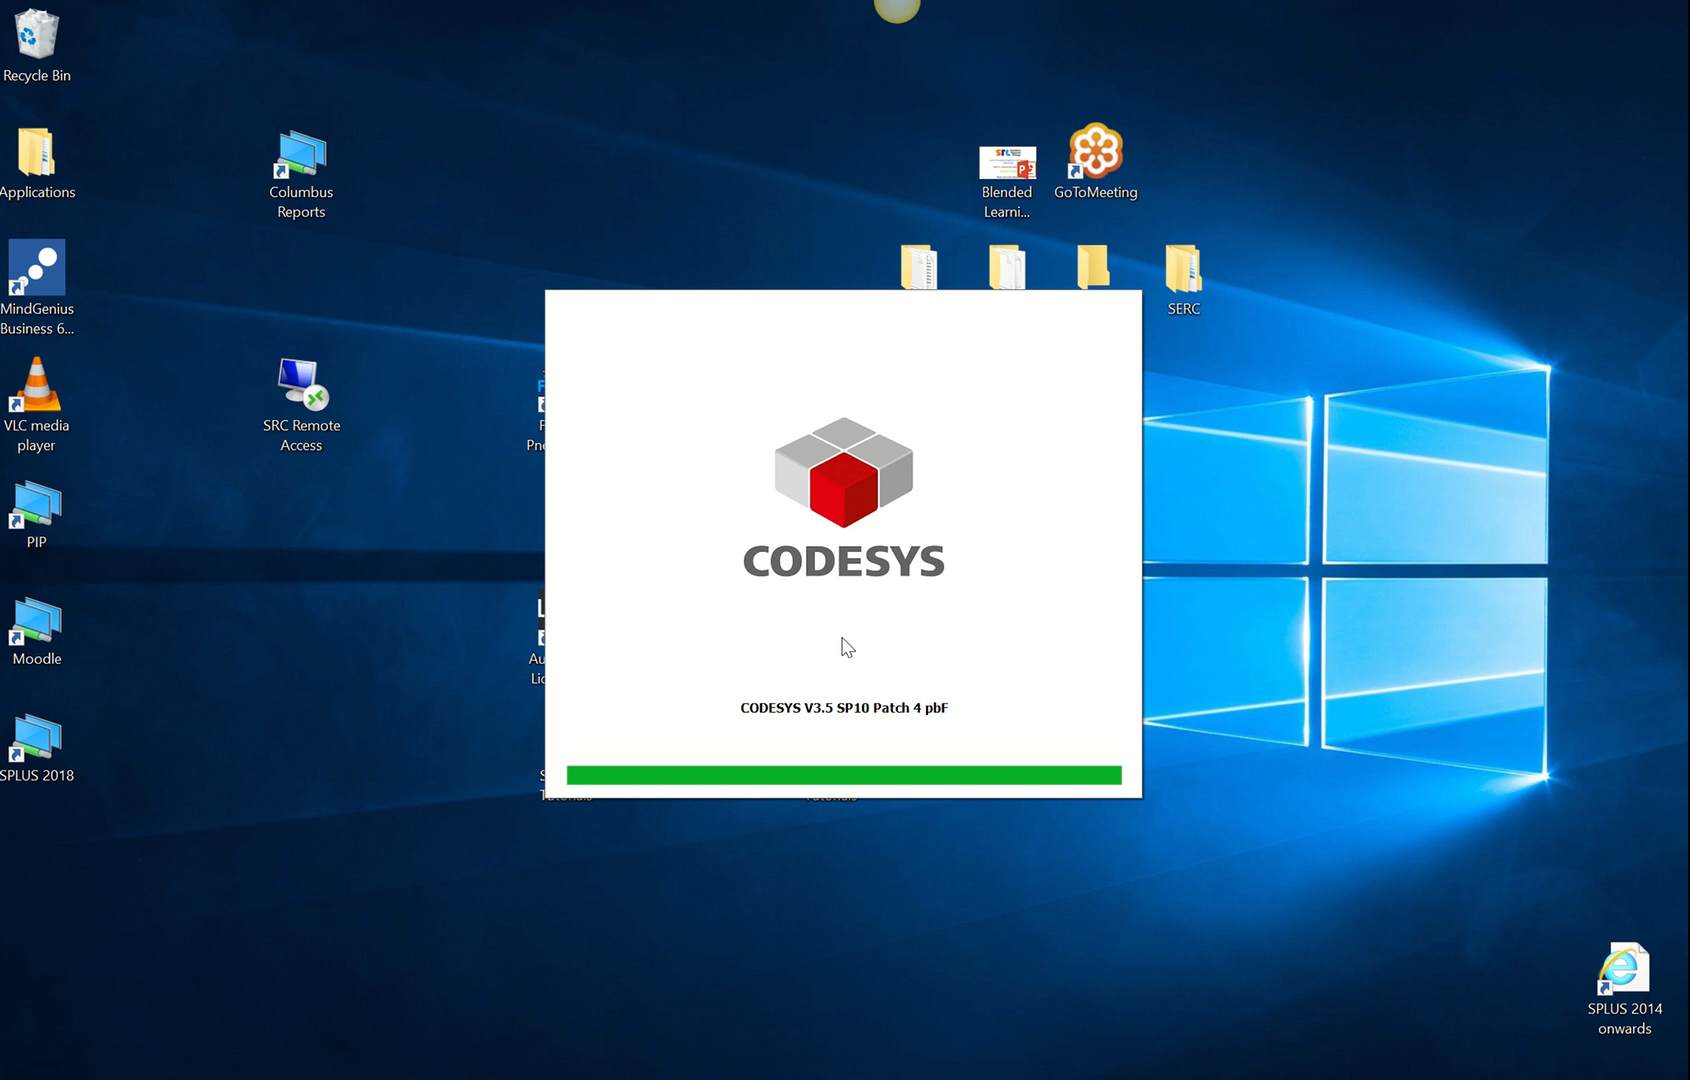 Recycle Bin
Applications
Columbus
Reports
Blended
Learni...
GoToMeeting
MindGenius
Business 6...
SERC
VLC media
player
SRC Remote
Access
PIP
CODESYS
Moodle
CODESYS V3.5 SP10 Patch 4 pbF
SPLUS 2018
SPLUS 2014
onwards